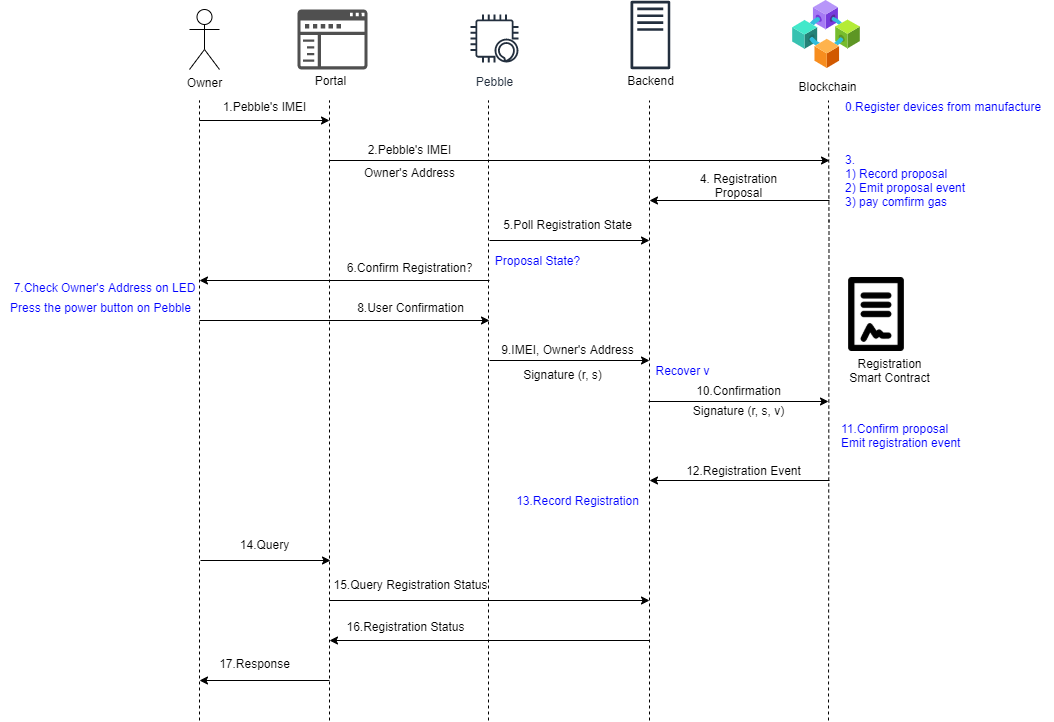 Owner
Portal
Pebble
Backend
Blockchain
0.Register devices from manufacture
1.Pebble's IMEI
2.Pebble's IMEI
Owner's Address
3.
1) Record proposal
2) Emit proposal event
3) pay comfirm gas
4. Registration
Proposal
5.Poll Registration State
Proposal State?
6.Confirm Registration?
7.Check Owner's Address on LED
Press the power button on Pebble
8.User Confirmation
9.IMEI, Owner's Address
Signature (r, s)
Recover v
Registration
Smart Contract
10.Confirmation
Signature (r, s, v)
11.Confirm proposal
Emit registration event
12.Registration Event
13.Record Registration
14.Query
15.Query Registration Status
16.Registration Status
17.Response